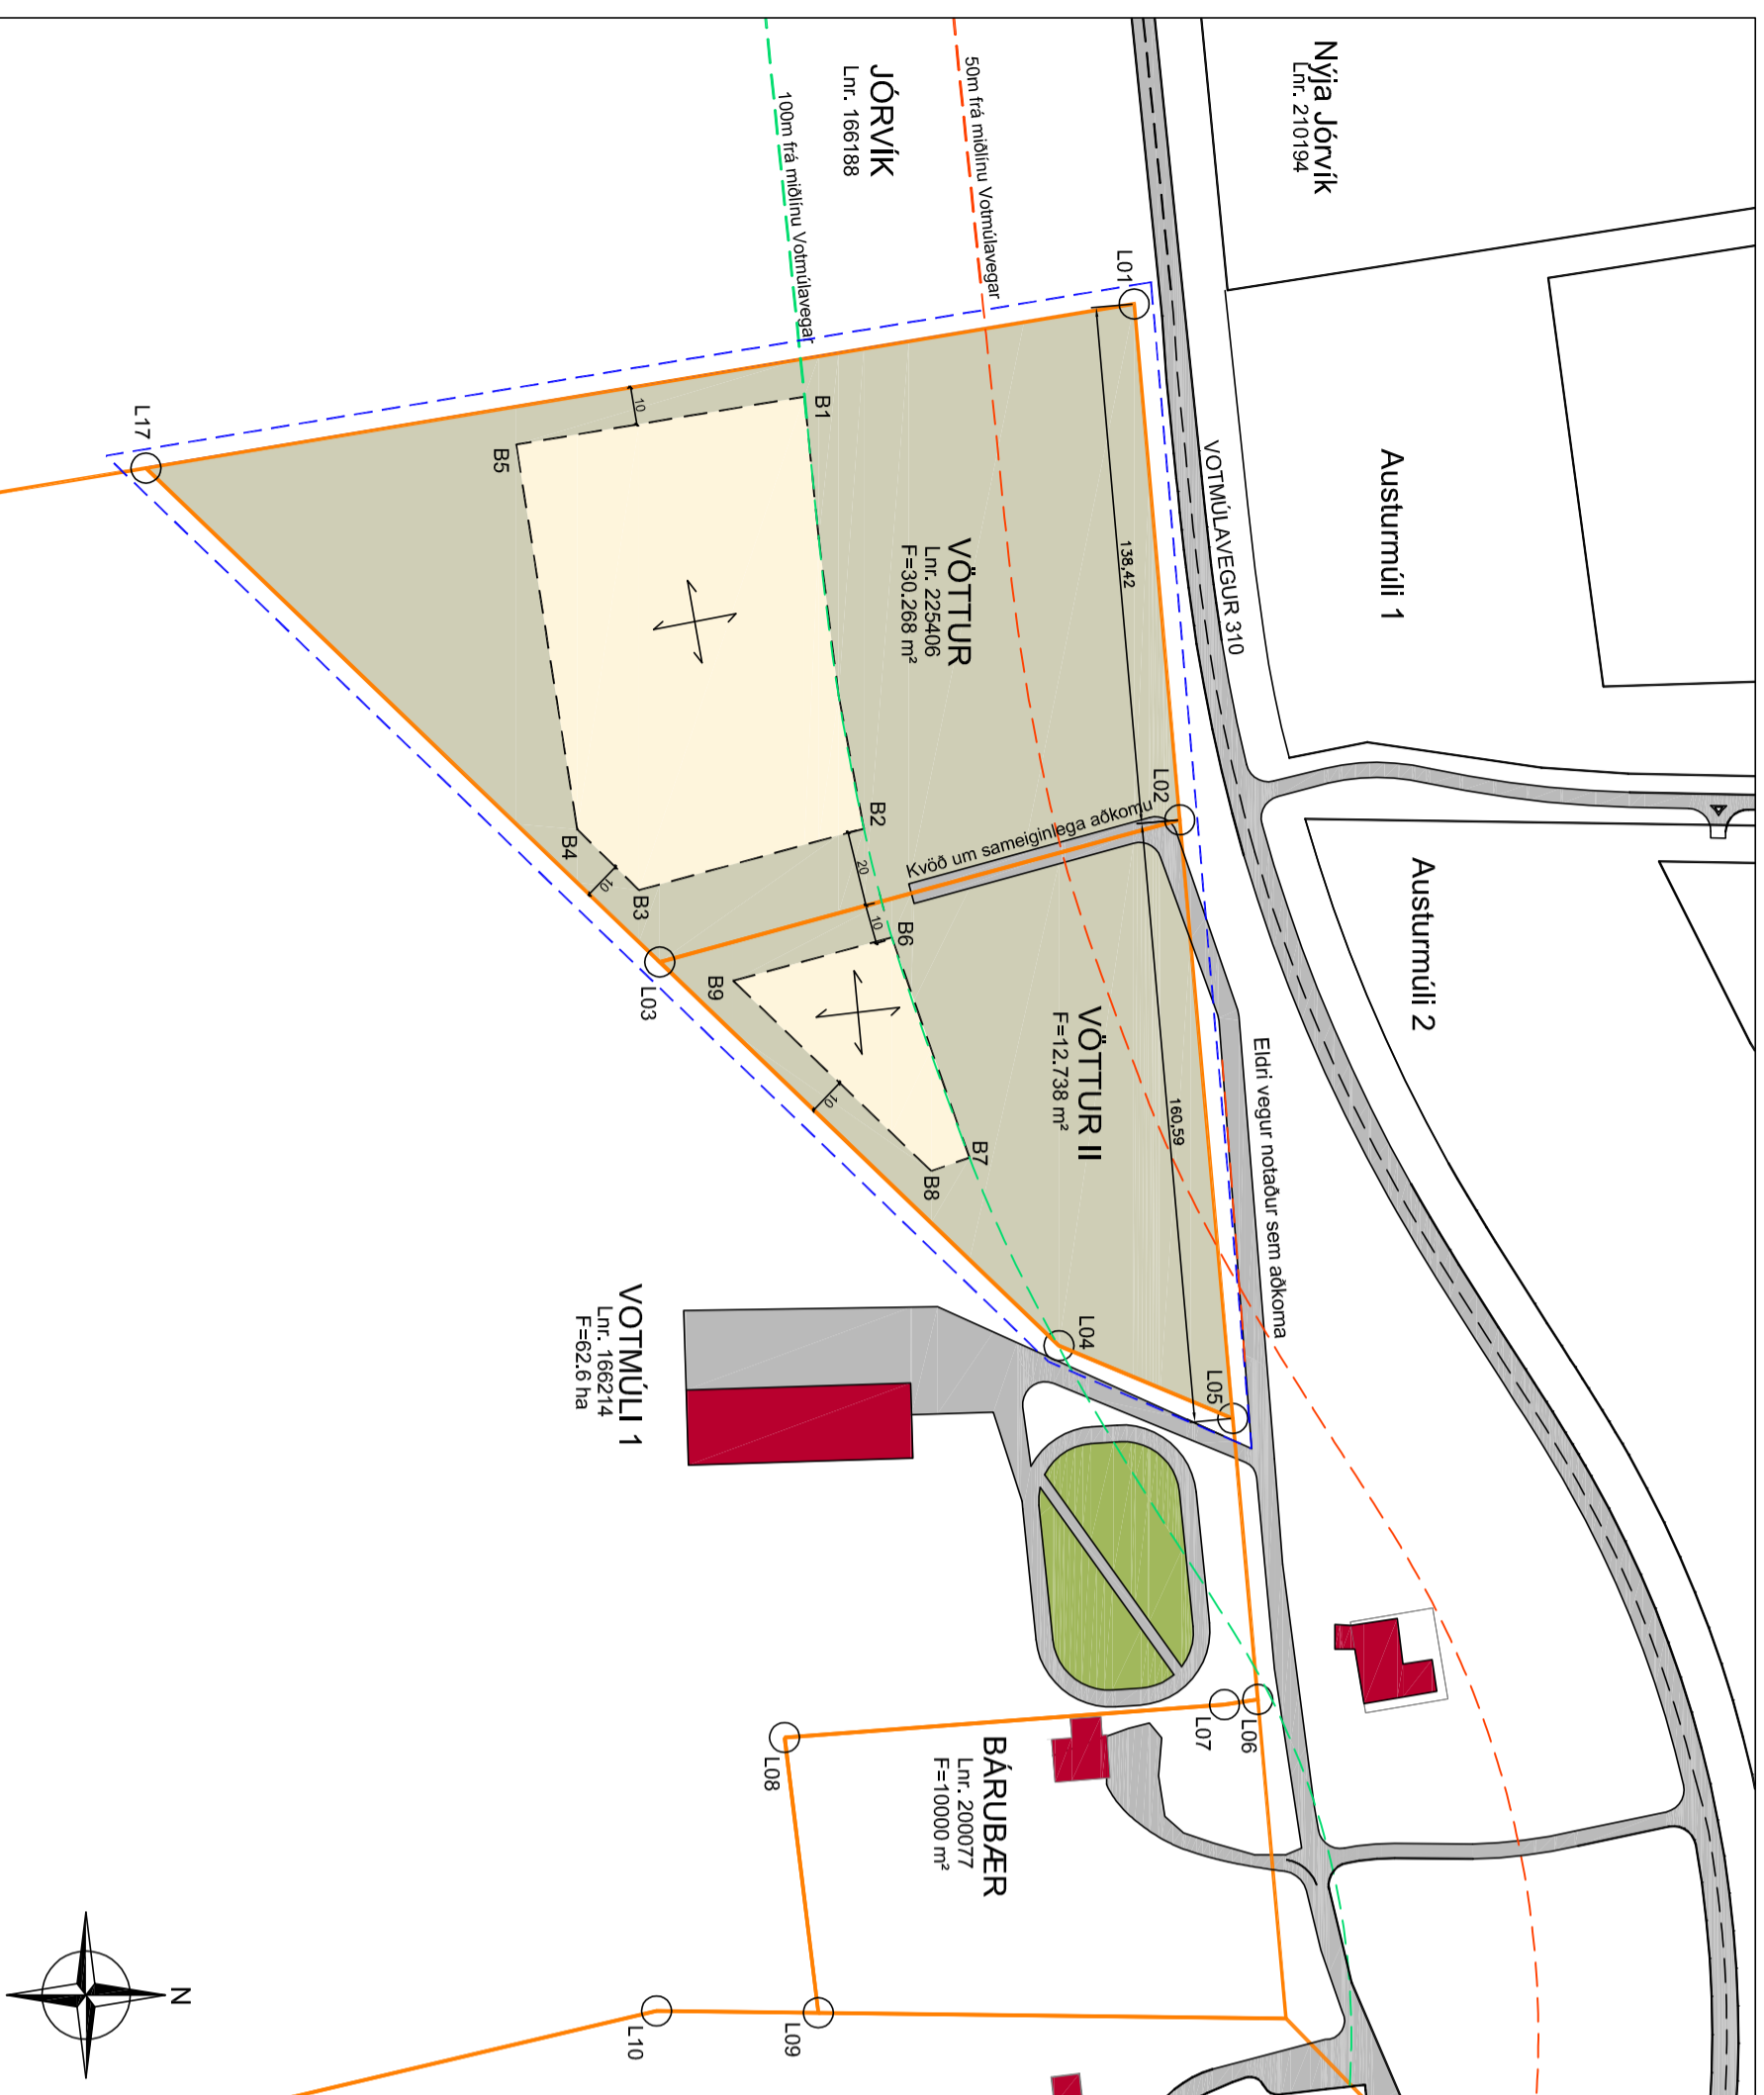 Nýja Jórvík
Lnr. 210194
Austurmúli 1
Austurmúli 2
VOTMÚLAVEGUR 310
50m frá miðlínu Votmúlavegar
100m frá miðlínu Votmúlavegar
JÓRVÍK
Lnr. 166188
L01
138,42
L02
Kvöð um sameiginlega aðkomu
Eldri vegur notaður sem aðkoma
160,59
VÖTTUR
Lnr. 225406
F=30.268 m²
VÖTTUR II
F=12.738 m²
B1
B2
B3
B4
B5
B6
B7
B8
B9
10
20
10
10
10
L17
L03
L04
L05
L06
L07
L08
L09
L10
VOTMÚLI 1
Lnr. 166214
F=62.6 ha
BÁRUBÆR
Lnr. 200077
F=10000 m²
N